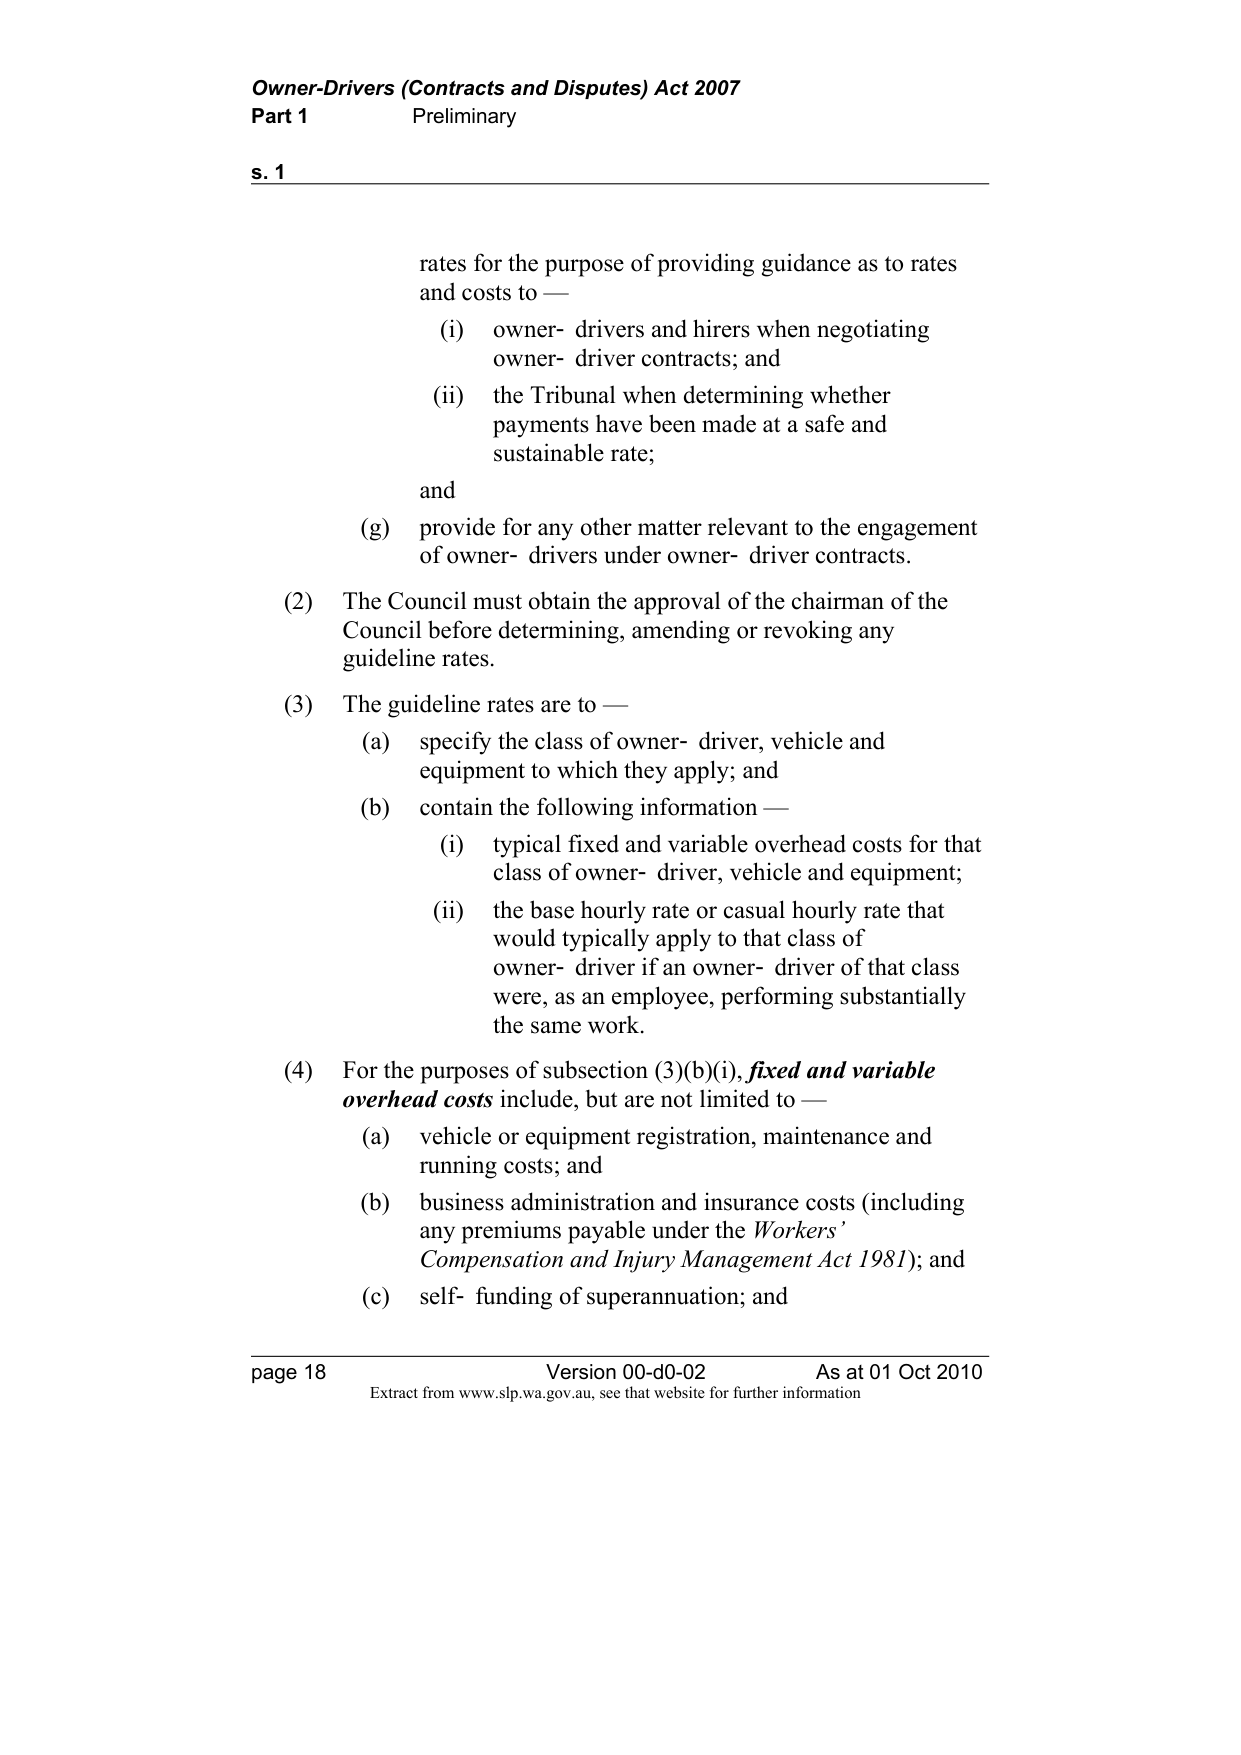 Owner-Drivers (Contracts and Disputes) Act 2007
Part 1 Preliminary
s. 1
rates for the purpose of providing guidance as to rates
and costs to —
(i) owner- drivers and hirers when negotiating
owner- driver contracts; and
(ii) the Tribunal when determining whether
payments have been made at a safe and
sustainable rate;
and
(g) provide for any other matter relevant to the engagement
of owner- drivers under owner- driver contracts.
(2) The Council must obtain the approval of the chairman of the
Council before determining, amending or revoking any
guideline rates.
(3) The guideline rates are to —
(a) specify the class of owner- driver, vehicle and
equipment to which they apply; and
(b) contain the following information —
(i) typical fixed and variable overhead costs for that
class of owner- driver, vehicle and equipment;
(ii) the base hourly rate or casual hourly rate that
would typically apply to that class of
owner- driver if an owner- driver of that class
were, as an employee, performing substantially
the same work.
(4) For the purposes of subsection (3)(b)(i), fixed and variable
overhead costs include, but are not limited to —
(a) vehicle or equipment registration, maintenance and
running costs; and
(b) business administration and insurance costs (including
any premiums payable under the Workers’
Compensation and Injury Management Act 1981); and
(c) self- funding of superannuation; and
page 18 Version 00-d0-02 As at 01 Oct 2010
Extract from www.slp.wa.gov.au, see that website for further information